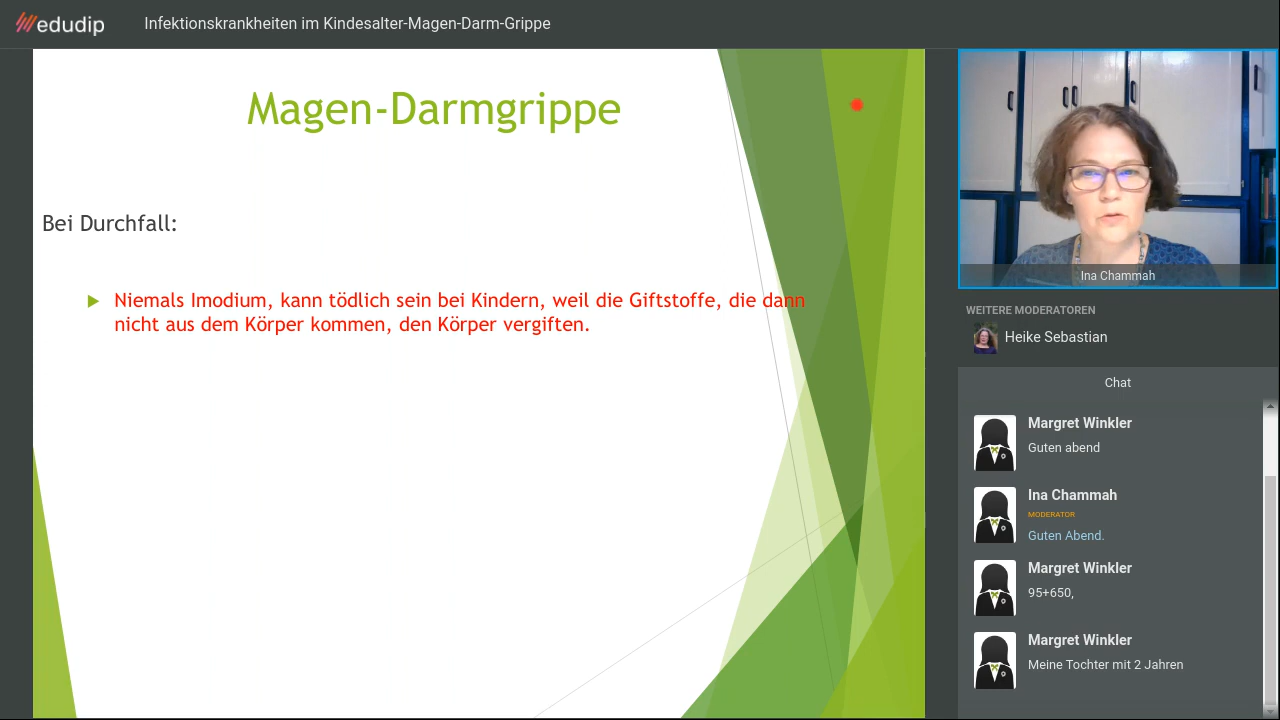 edudip
Infektionskrankheiten im Kindesalter-Magen-Darm-Grippe
Magen-Darmgrippe
Bei Durchfall:
Niemals Imodium, kann tödlich sein bei Kindern, weil die Giftstoffe, die dann
nicht aus dem Körper kommen, den Körper vergiften.
Ina Chammah
WEITERE MODERATOREN
Heike Sebastian
Chat
Margret Winkler
Guten abend
Ina Chammah
MODERATOR
Guten Abend.
Margret Winkler
95+650,
Margret Winkler
Meine Tochter mit 2 Jahren